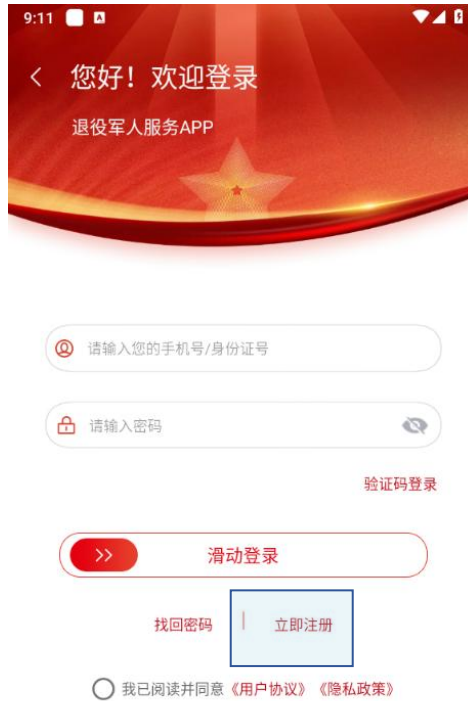 9:11
您好！欢迎登录
退役军人服务APP
请输入您的手机号/身份证号
请输入密码
验证码登录
>> 滑动登录
找回密码 | 立即注册
我已阅读并同意《用户协议》《隐私政策》